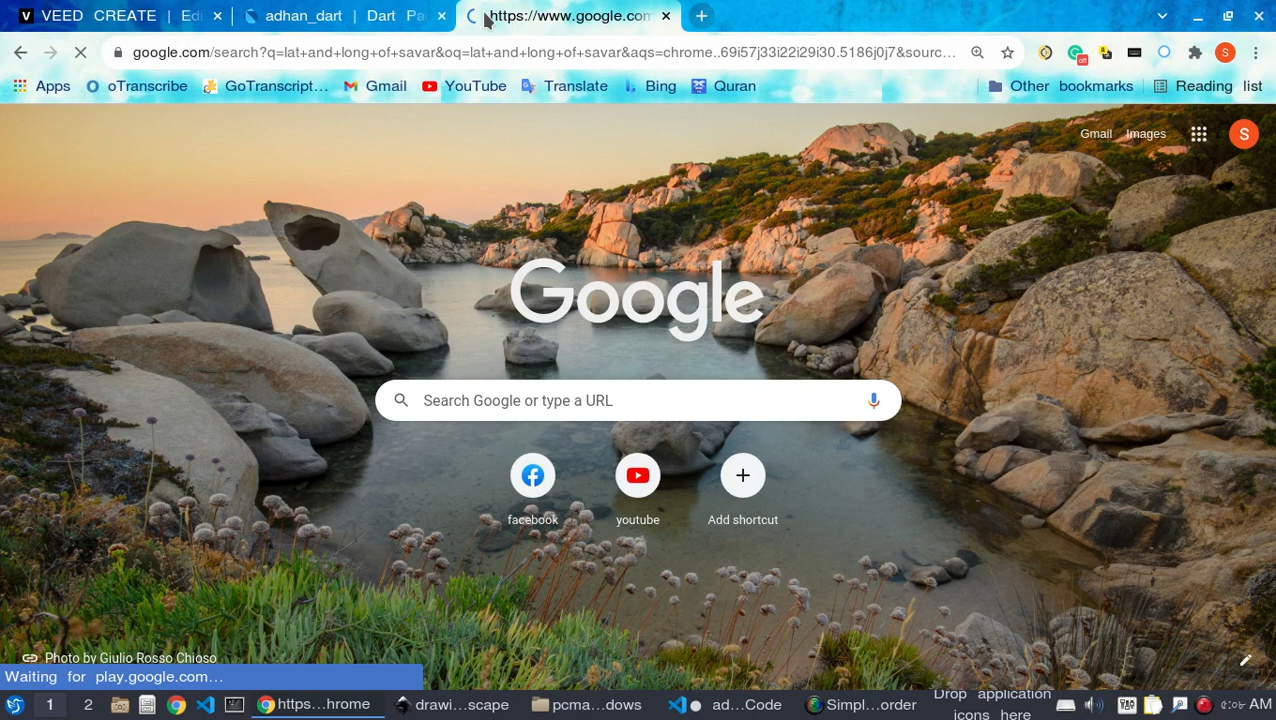 VEED CREATE | Edi
adhan_dart | Dart Pac
https://www.google.com
google.com/search?q=lat+and+long+of+savar&oq=lat+and+long+of+savar&aqs=chrome..69i57j33i22i29i30.5186j0j7&sourc…
off
S
Apps
oTranscribe
GoTranscript…
Gmail
YouTube
Translate
Bing
Quran
Other bookmarks
Reading list
Gmail
Images
S
Google
Search Google or type a URL
facebook
youtube
Add shortcut
Photo by Giulio Rosso Chioso
Waiting for play.google.com…
1
2
https…hrome
drawi…scape
pcma…dows
ad…Code
Simpl…order
Drop application
icons here